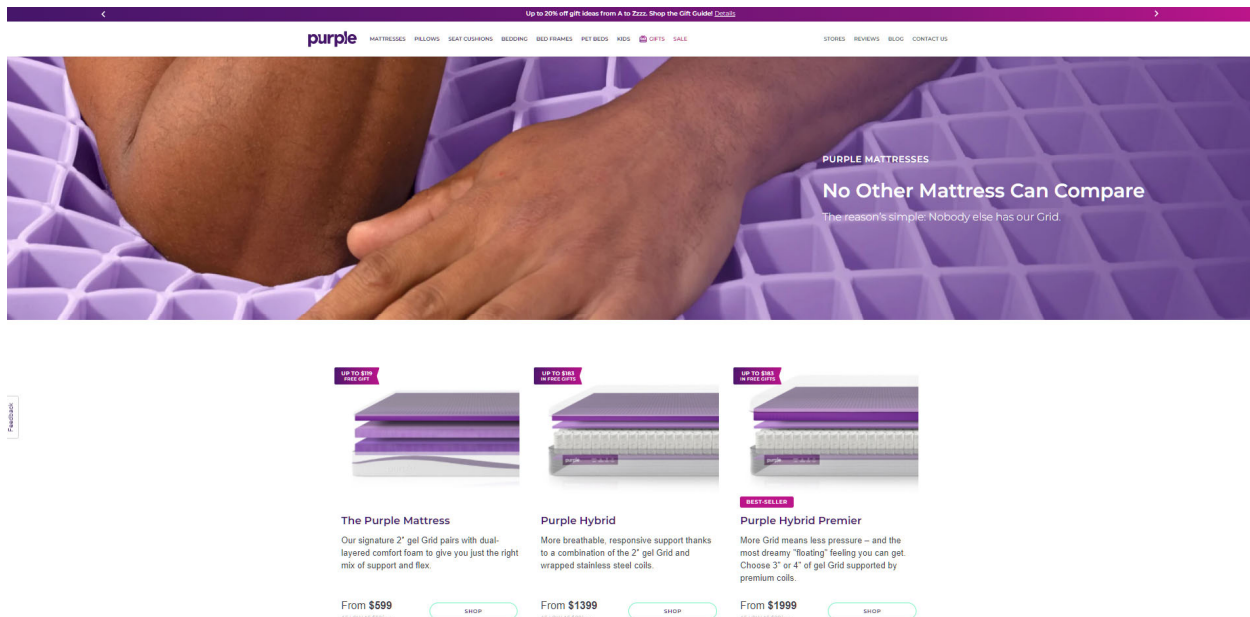 Up to 20% off gift ideas from A to Zzzz. Shop the Gift Guide! Details
purple MATTRESSES PILLOWS SEAT CUSHIONS BEDDING BED FRAMES PET BEDS KIDS GIFTS SALE STORES REVIEWS BLOG CONTACT US
PURPLE MATTRESSES
No Other Mattress Can Compare
The reason's simple: Nobody else has our Grid.
Feedback
UP TO $119
FREE GIFT
The Purple Mattress
Our signature 2" gel Grid pairs with dual-
layered comfort foam to give you just the right
mix of support and flex.
From $599
SHOP
UP TO $183
IN FREE GIFTS
purple
Purple Hybrid
More breathable, responsive support thanks
to a combination of the 2" gel Grid and
wrapped stainless steel coils.
From $1399
SHOP
UP TO $183
IN FREE GIFTS
purple
BEST-SELLER
Purple Hybrid Premier
More Grid means less pressure – and the
most dreamy "floating" feeling you can get.
Choose 3" or 4" of gel Grid supported by
premium coils.
From $1999
SHOP